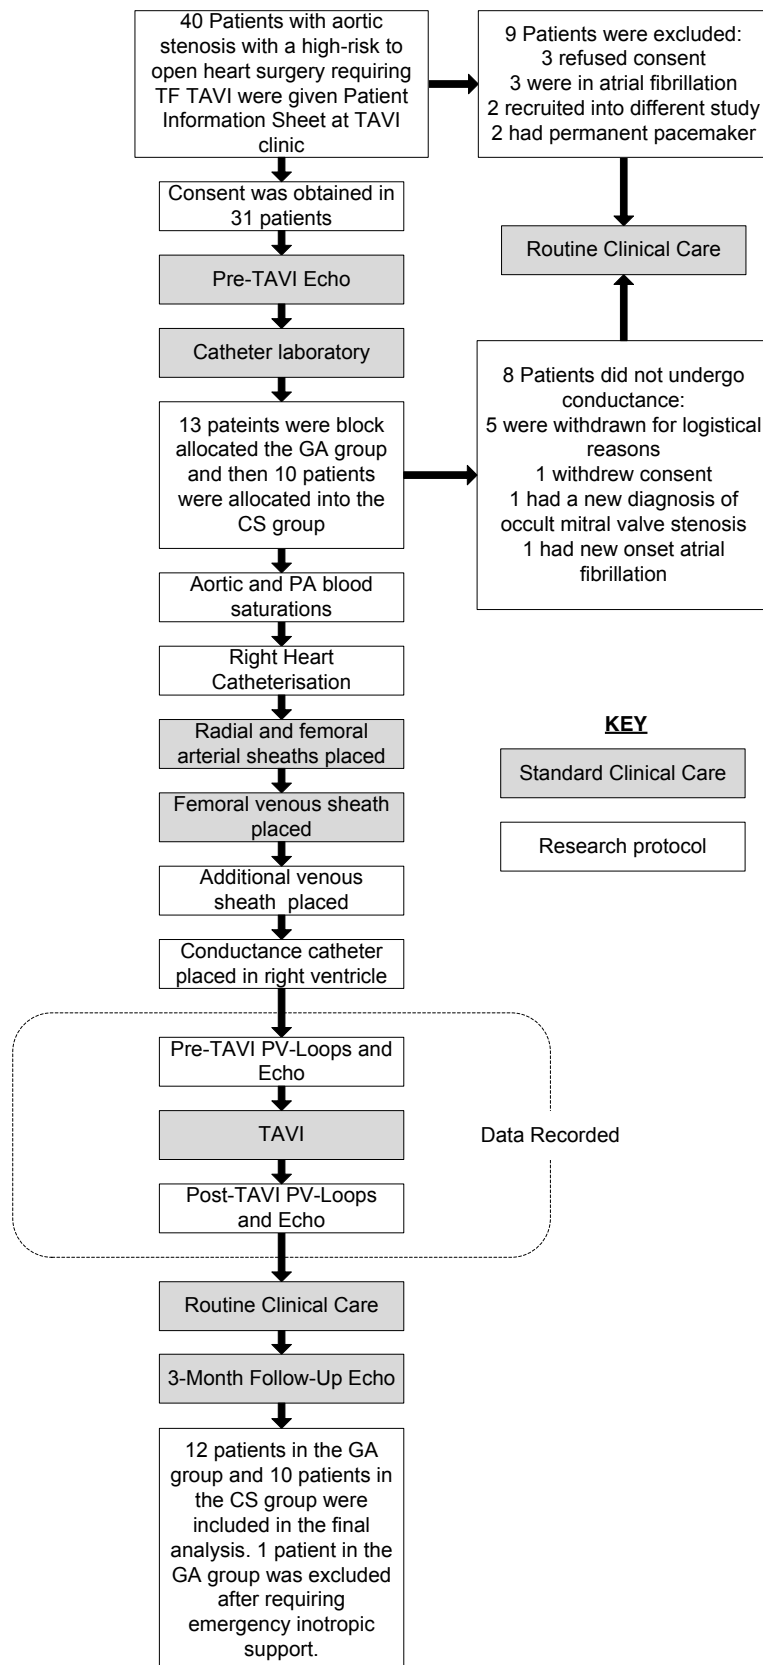 40 Patients with aortic
stenosis with a high-risk to
open heart surgery requiring
TF TAVI were given Patient
Information Sheet at TAVI
clinic
9 Patients were excluded:
3 refused consent
3 were in atrial fibrillation
2 recruited into different study
2 had permanent pacemaker
Consent was obtained in
31 patients
Routine Clinical Care
Pre-TAVI Echo
Catheter laboratory
13 pateints were block
allocated the GA group
and then 10 patients
were allocated into the
CS group
8 Patients did not undergo
conductance:
5 were withdrawn for logistical
reasons
1 withdrew consent
1 had a new diagnosis of
occult mitral valve stenosis
1 had new onset atrial
fibrillation
Aortic and PA blood
saturations
Right Heart
Catheterisation
Radial and femoral
arterial sheaths placed
Femoral venous sheath
placed
Additional venous
sheath placed
Conductance catheter
placed in right ventricle
KEY
Standard Clinical Care
Research protocol
Pre-TAVI PV-Loops and
Echo
TAVI
Data Recorded
Post-TAVI PV-Loops
and Echo
Routine Clinical Care
3-Month Follow-Up Echo
12 patients in the GA
group and 10 patients in
the CS group were
included in the final
analysis. 1 patient in the
GA group was excluded
after requiring
emergency inotropic
support.